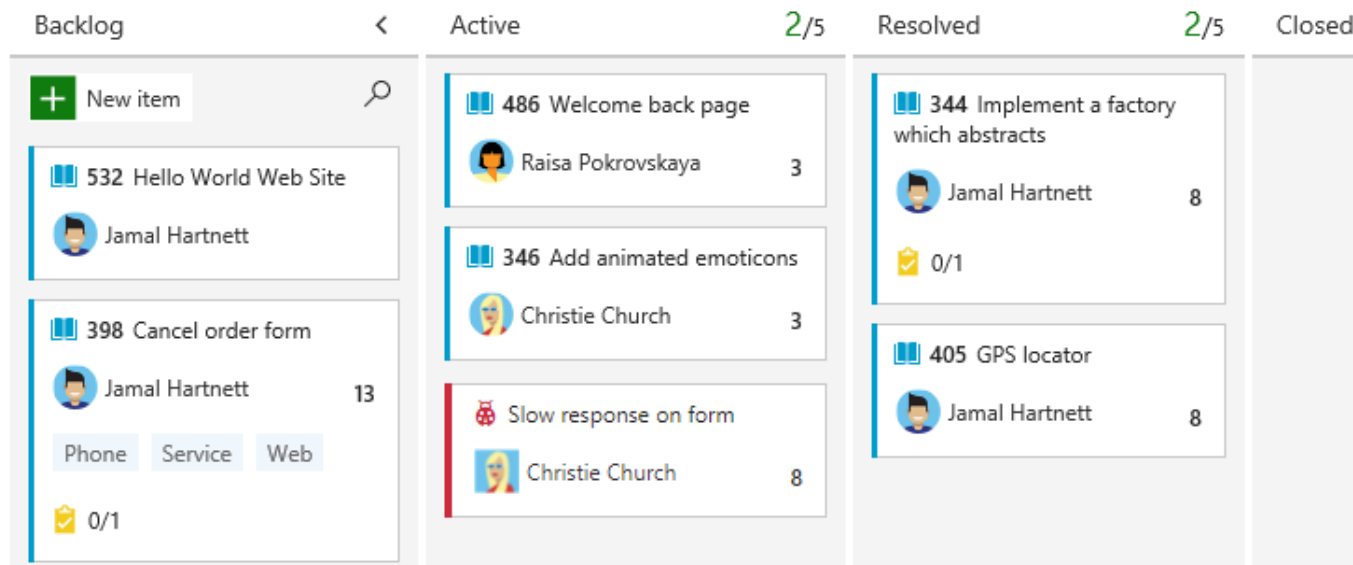 Backlog
New item
532 Hello World Web Site
Jamal Hartnett
398 Cancel order form
Jamal Hartnett 13
Phone Service Web
0/1
Active 2/5
486 Welcome back page
Raisa Pokrovskaya 3
346 Add animated emoticons
Christie Church 3
Slow response on form
Christie Church 8
Resolved 2/5
344 Implement a factory
which abstracts
Jamal Hartnett 8
0/1
405 GPS locator
Jamal Hartnett 8
Closed